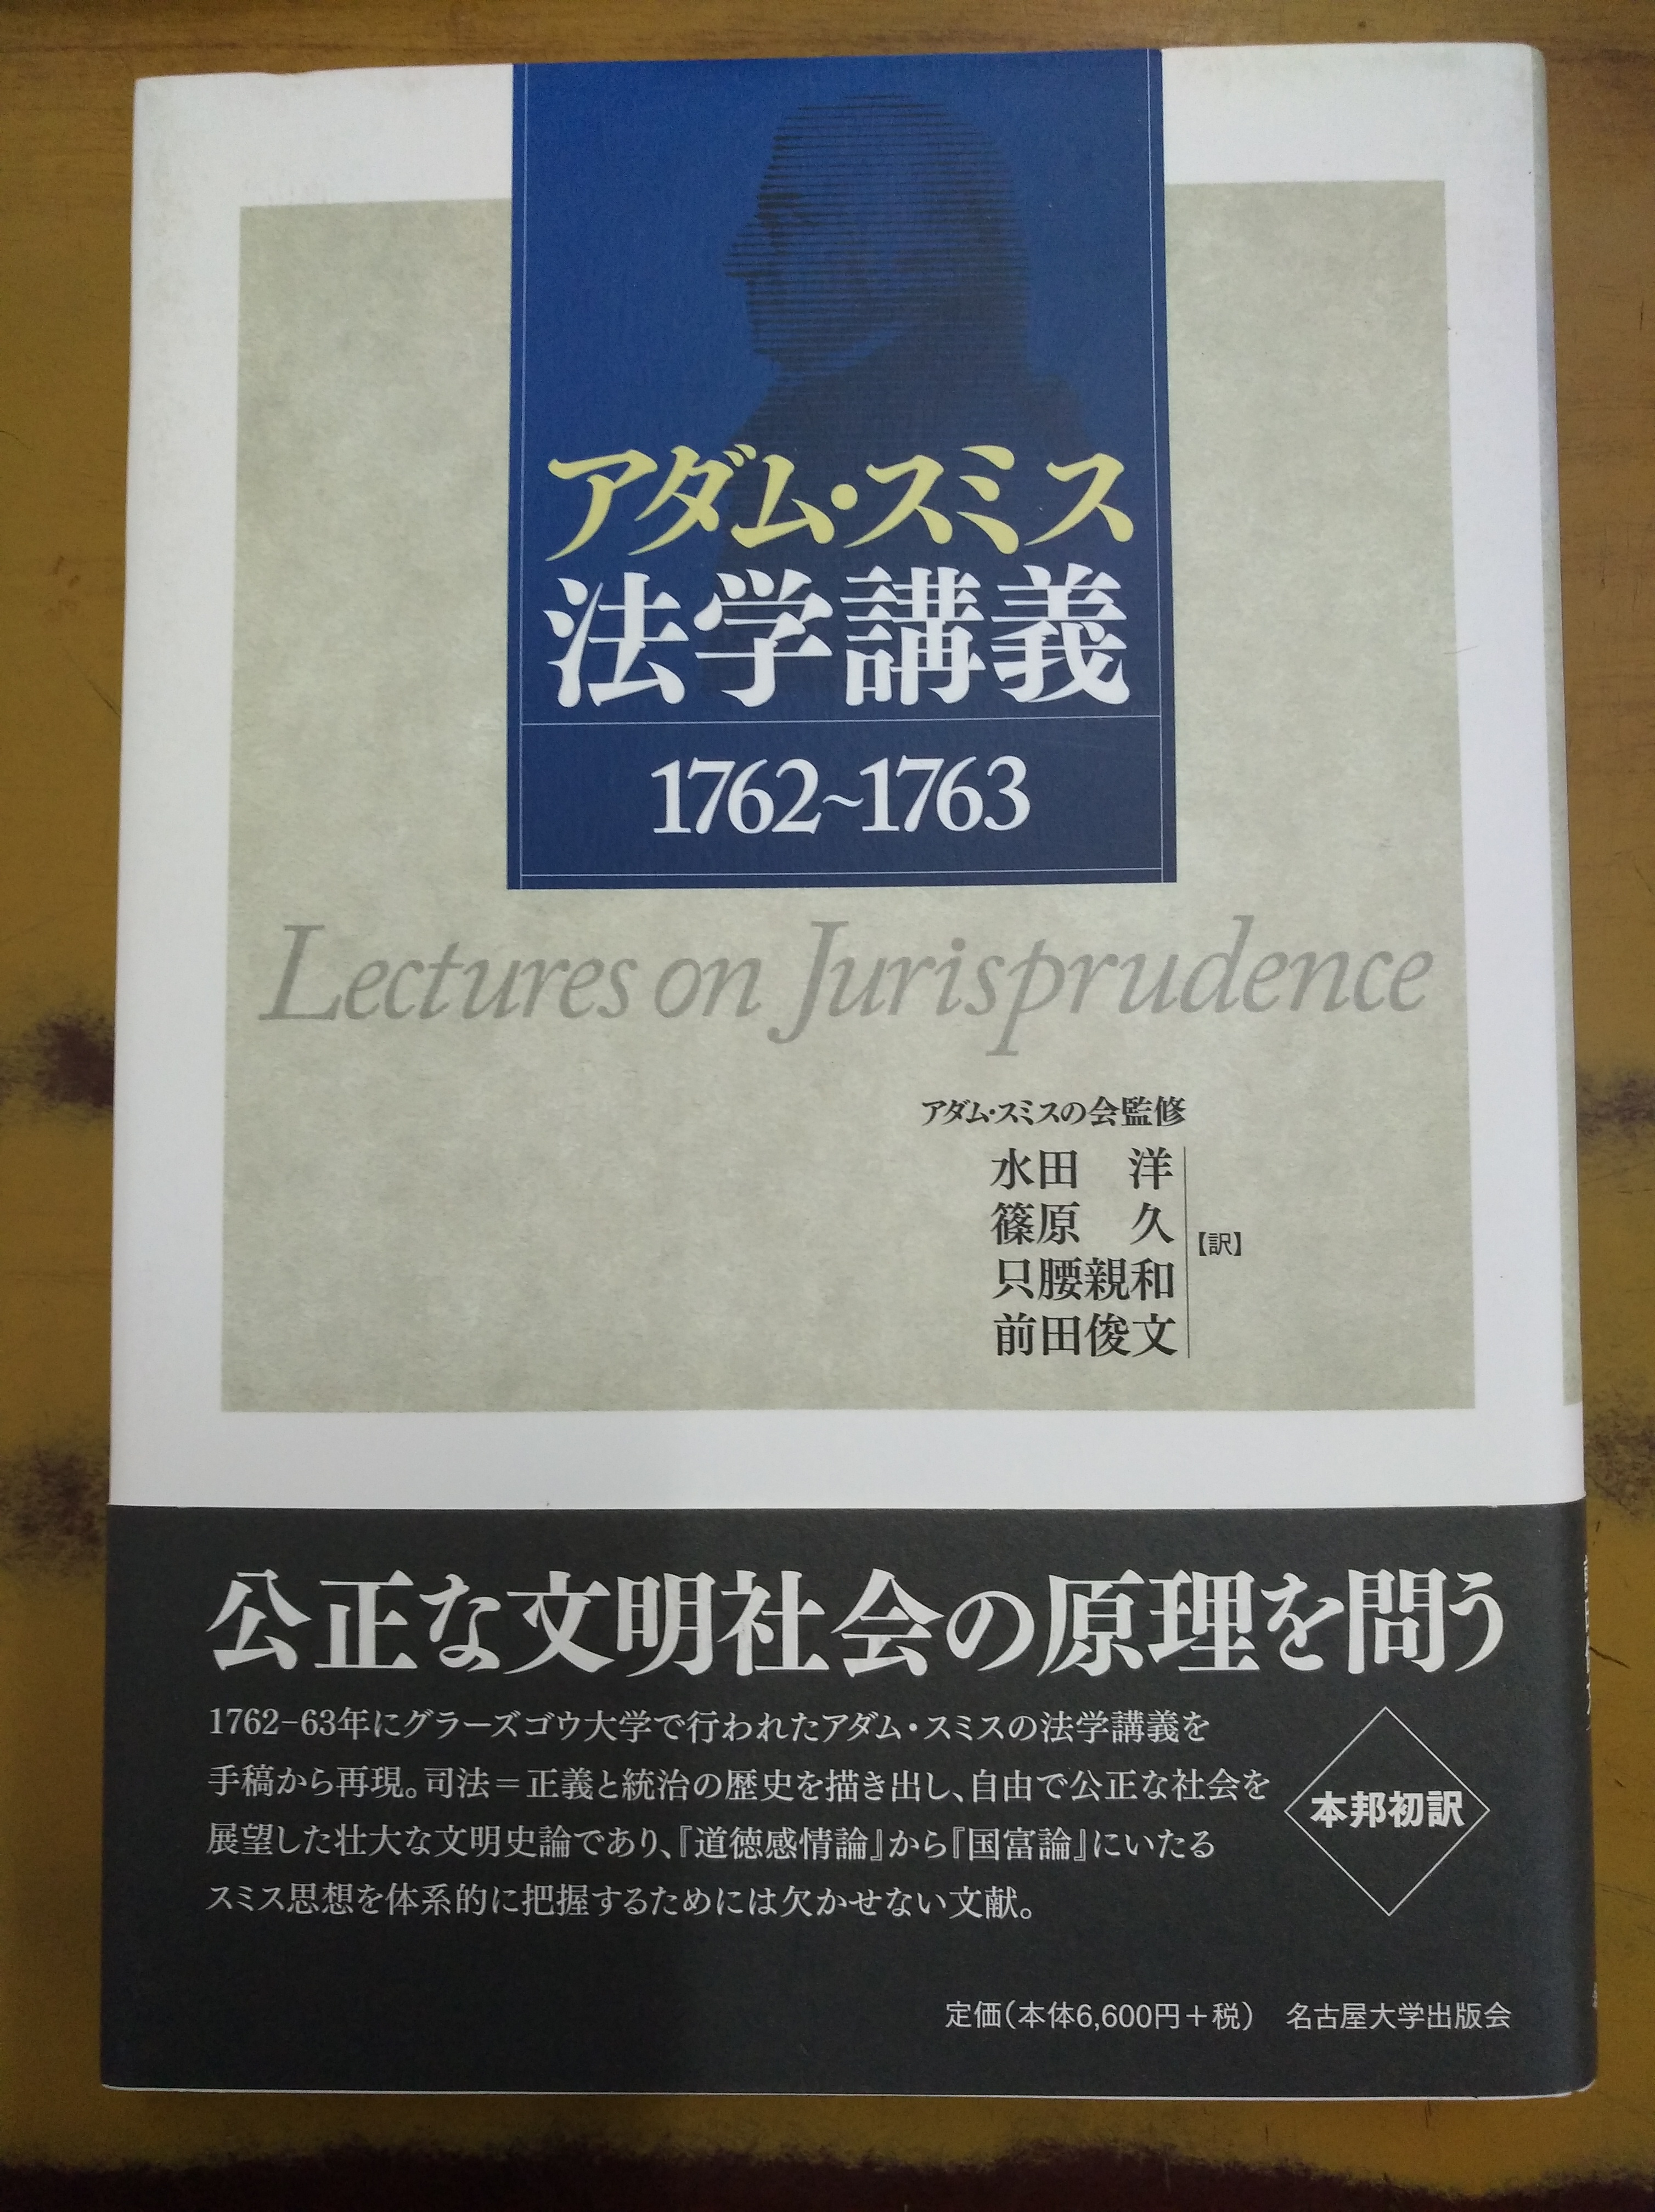 アダム・スミス
法学講義
1762~1763
Lectures on Jurisprudence
アダム・スミスの会監修
水田 洋
篠原 久
只腰親和
前田俊文
【訳】
公正な文明社会の原理を問う
1762-63年にグラーズゴウ大学で行われたアダム・スミスの法学講義を
手稿から再現。司法=正義と統治の歴史を描き出し、自由で公正な社会を
展望した壮大な文明史論であり、『道徳感情論』から『国富論』にいたる
スミス思想を体系的に把握するためには欠かせない文献。
本邦初訳
定価(本体6,600円+税) 名古屋大学出版会